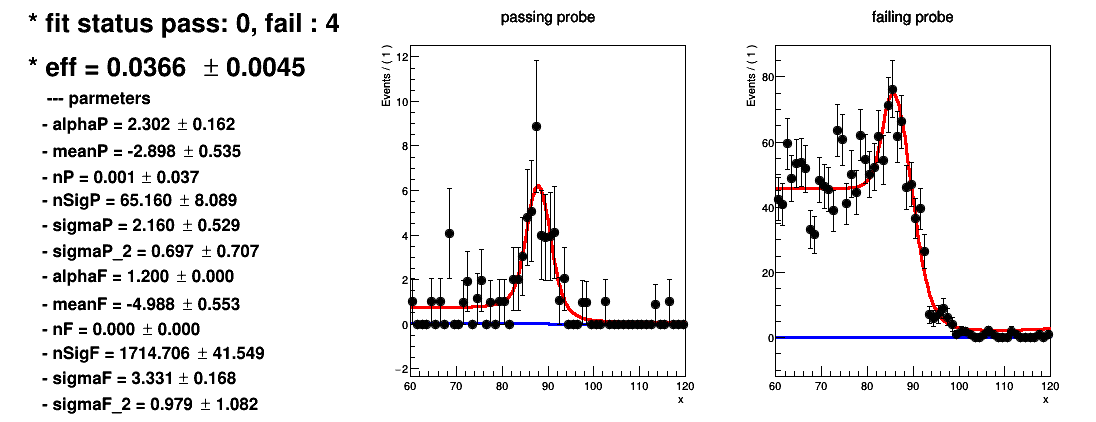 * fit status pass: 0, fail : 4
* eff = 0.0366 ± 0.0045
--- parmeters
- alphaP = 2.302 ± 0.162
- meanP = -2.898 ± 0.535
- nP = 0.001 ± 0.037
- nSigP = 65.160 ± 8.089
- sigmaP = 2.160 ± 0.529
- sigmaP_2 = 0.697 ± 0.707
- alphaF = 1.200 ± 0.000
- meanF = -4.988 ± 0.553
- nF = 0.000 ± 0.000
- nSigF = 1714.706 ± 41.549
- sigmaF = 3.331 ± 0.168
- sigmaF_2 = 0.979 ± 1.082
passing probe
Events / ( 1 )
12
10
8
6
4
2
0
−2
60 70 80 90 100 110 120
x
failing probe
Events / ( 1 )
80
60
40
20
0
60 70 80 90 100 110 120
x